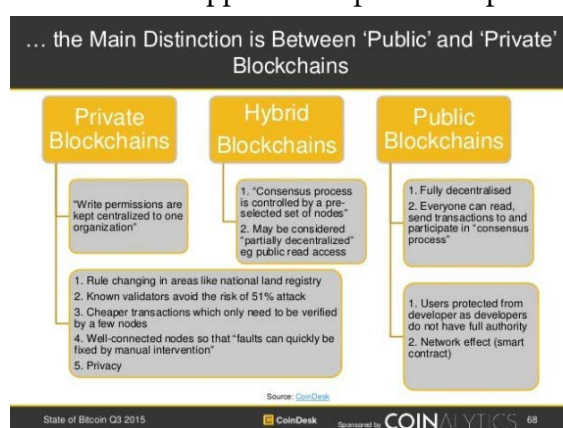 … the Main Distinction is Between ‘Public’ and ‘Private’
Blockchains
Private
Blockchains
“Write permissions are
kept centralized to one
organization”
Hybrid
Blockchains
1. “Consensus process
is controlled by a pre-
selected set of nodes”
2. May be considered
“partially decentralized”
eg public read access
1. Rule changing in areas like national land registry
2. Known validators avoid the risk of 51% attack
3. Cheaper transactions which only need to be verified
by a few nodes
4. Well-connected nodes so that “faults can quickly be
fixed by manual intervention”
5. Privacy
Public
Blockchains
1. Fully decentralised
2. Everyone can read,
send transactions to and
participate in “consensus
process”
1. Users protected from
developer as developers
do not have full authority
2. Network effect (smart
contract)
Source: CoinDesk
State of Bitcoin Q3 2015
CoinDesk
Sponsored by COINALYTICS 68